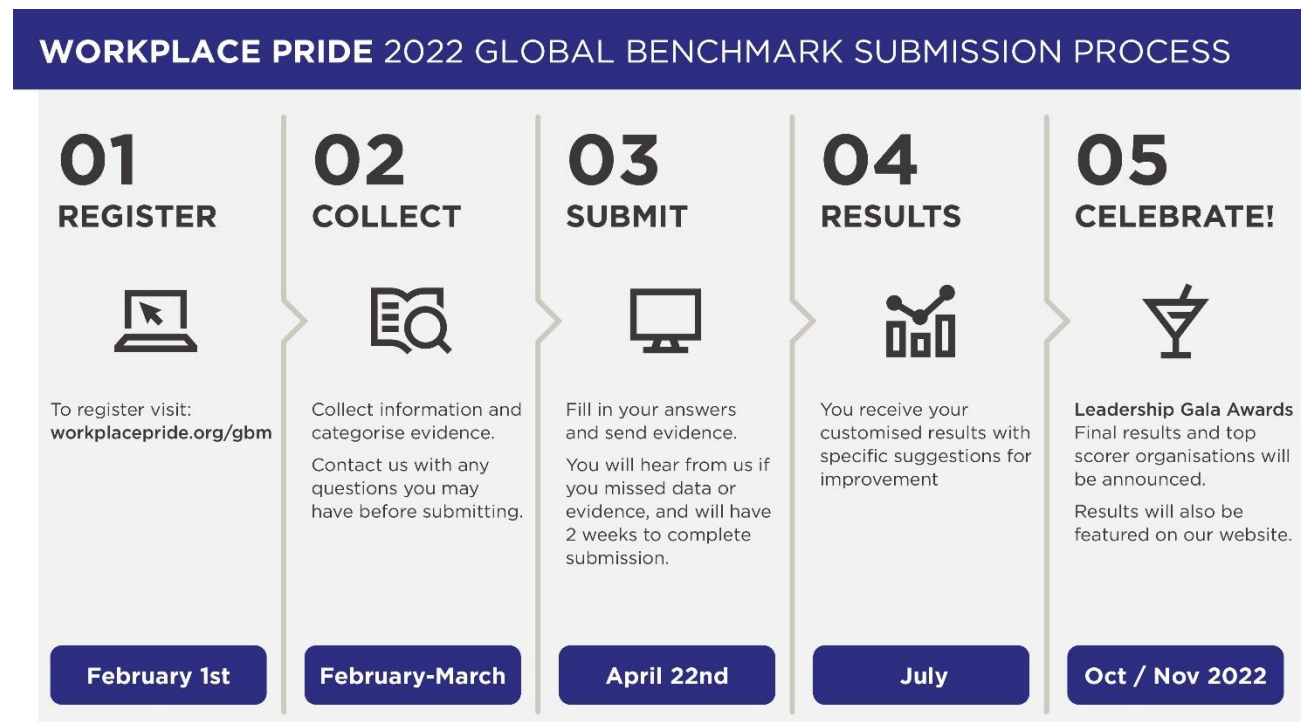 WORKPLACE PRIDE 2022 GLOBAL BENCHMARK SUBMISSION PROCESS
01
REGISTER
To register visit:
workplacepride.org/gbm
February 1st
02
COLLECT
Collect information and
categorise evidence.
Contact us with any
questions you may
have before submitting.
February-March
03
SUBMIT
Fill in your answers
and send evidence.
You will hear from us if
you missed data or
evidence, and will have
2 weeks to complete
submission.
April 22nd
04
RESULTS
You receive your
customised results with
specific suggestions for
improvement
July
05
CELEBRATE!
Leadership Gala Awards
Final results and top
scorer organisations will
be announced.
Results will also be
featured on our website.
Oct / Nov 2022